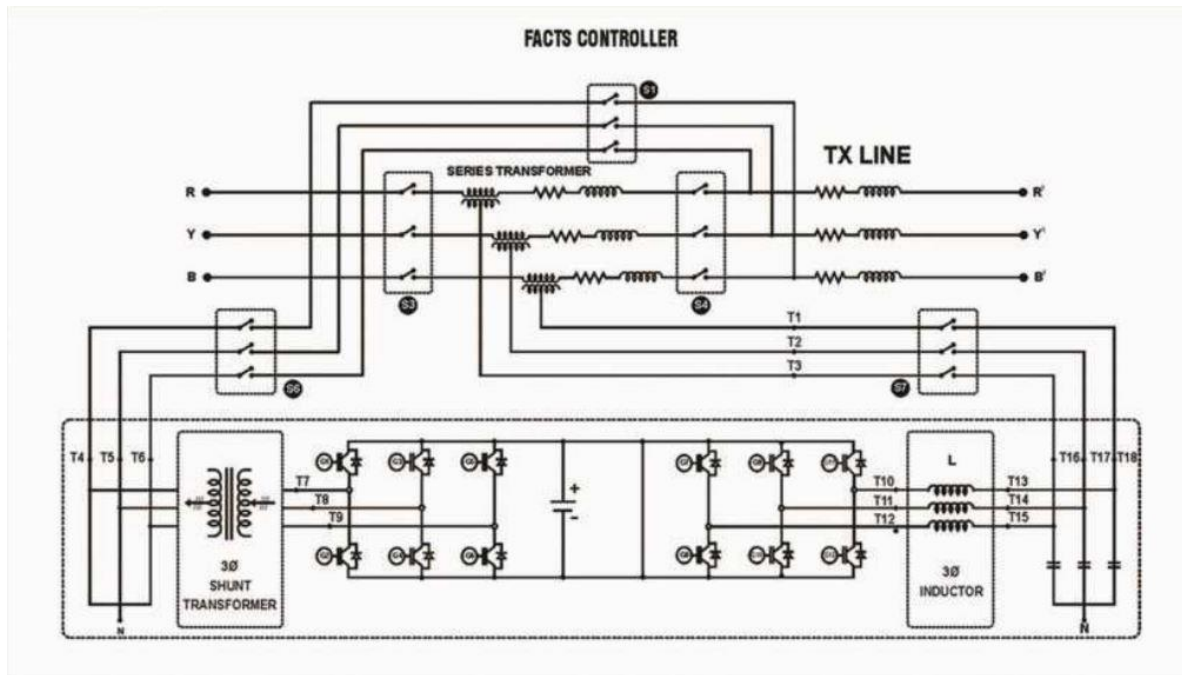 FACTS CONTROLLER
S1
TX LINE
SERIES TRANSFORMER
R
R'
Y
Y'
B
B'
S3
S4
T1
T2
T3
S6
S7
T4 T5 T6
T16 T17 T18
L
T7
T8
T9
T10
T11
T12
T13
T14
T15
+
-
3Ø
SHUNT
TRANSFORMER
3Ø
INDUCTOR
N
N